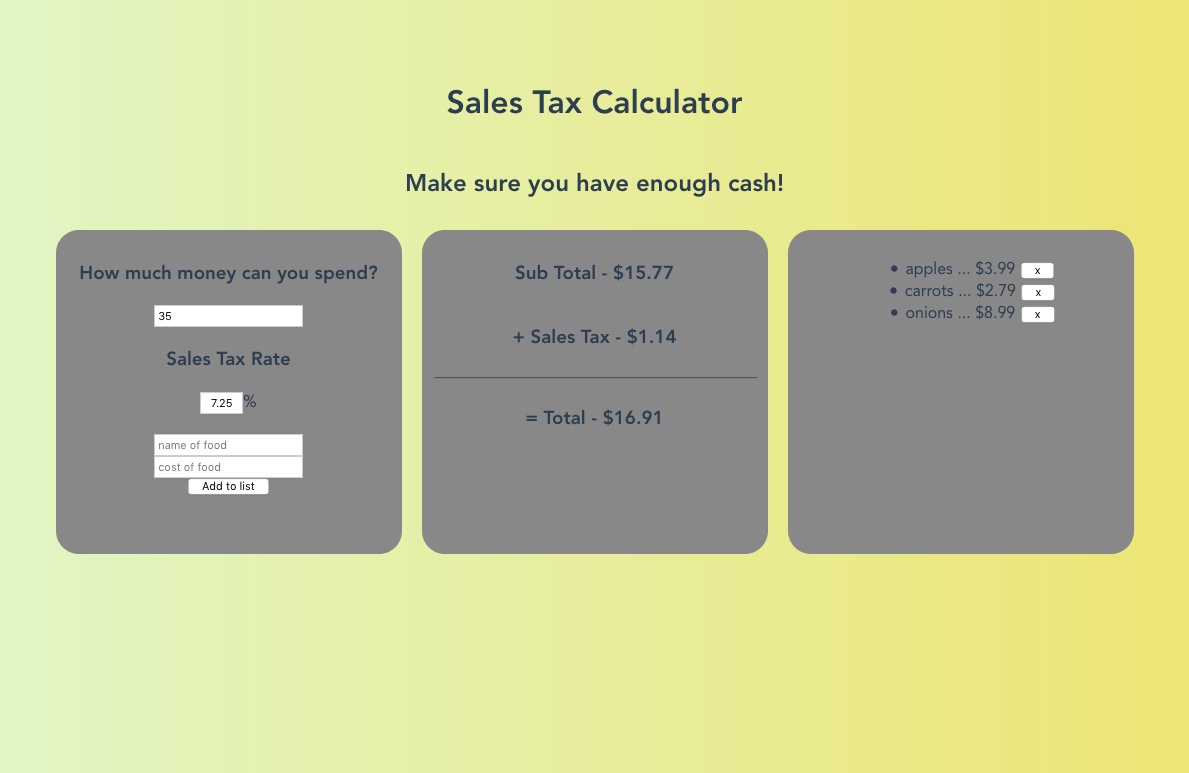 Sales Tax Calculator
Make sure you have enough cash!
How much money can you spend?
35
Sales Tax Rate
7.25 %
name of food
cost of food
Add to list
Sub Total - $15.77
+ Sales Tax - $1.14
= Total - $16.91
• apples ... $3.99 x
• carrots ... $2.79 x
• onions ... $8.99 x